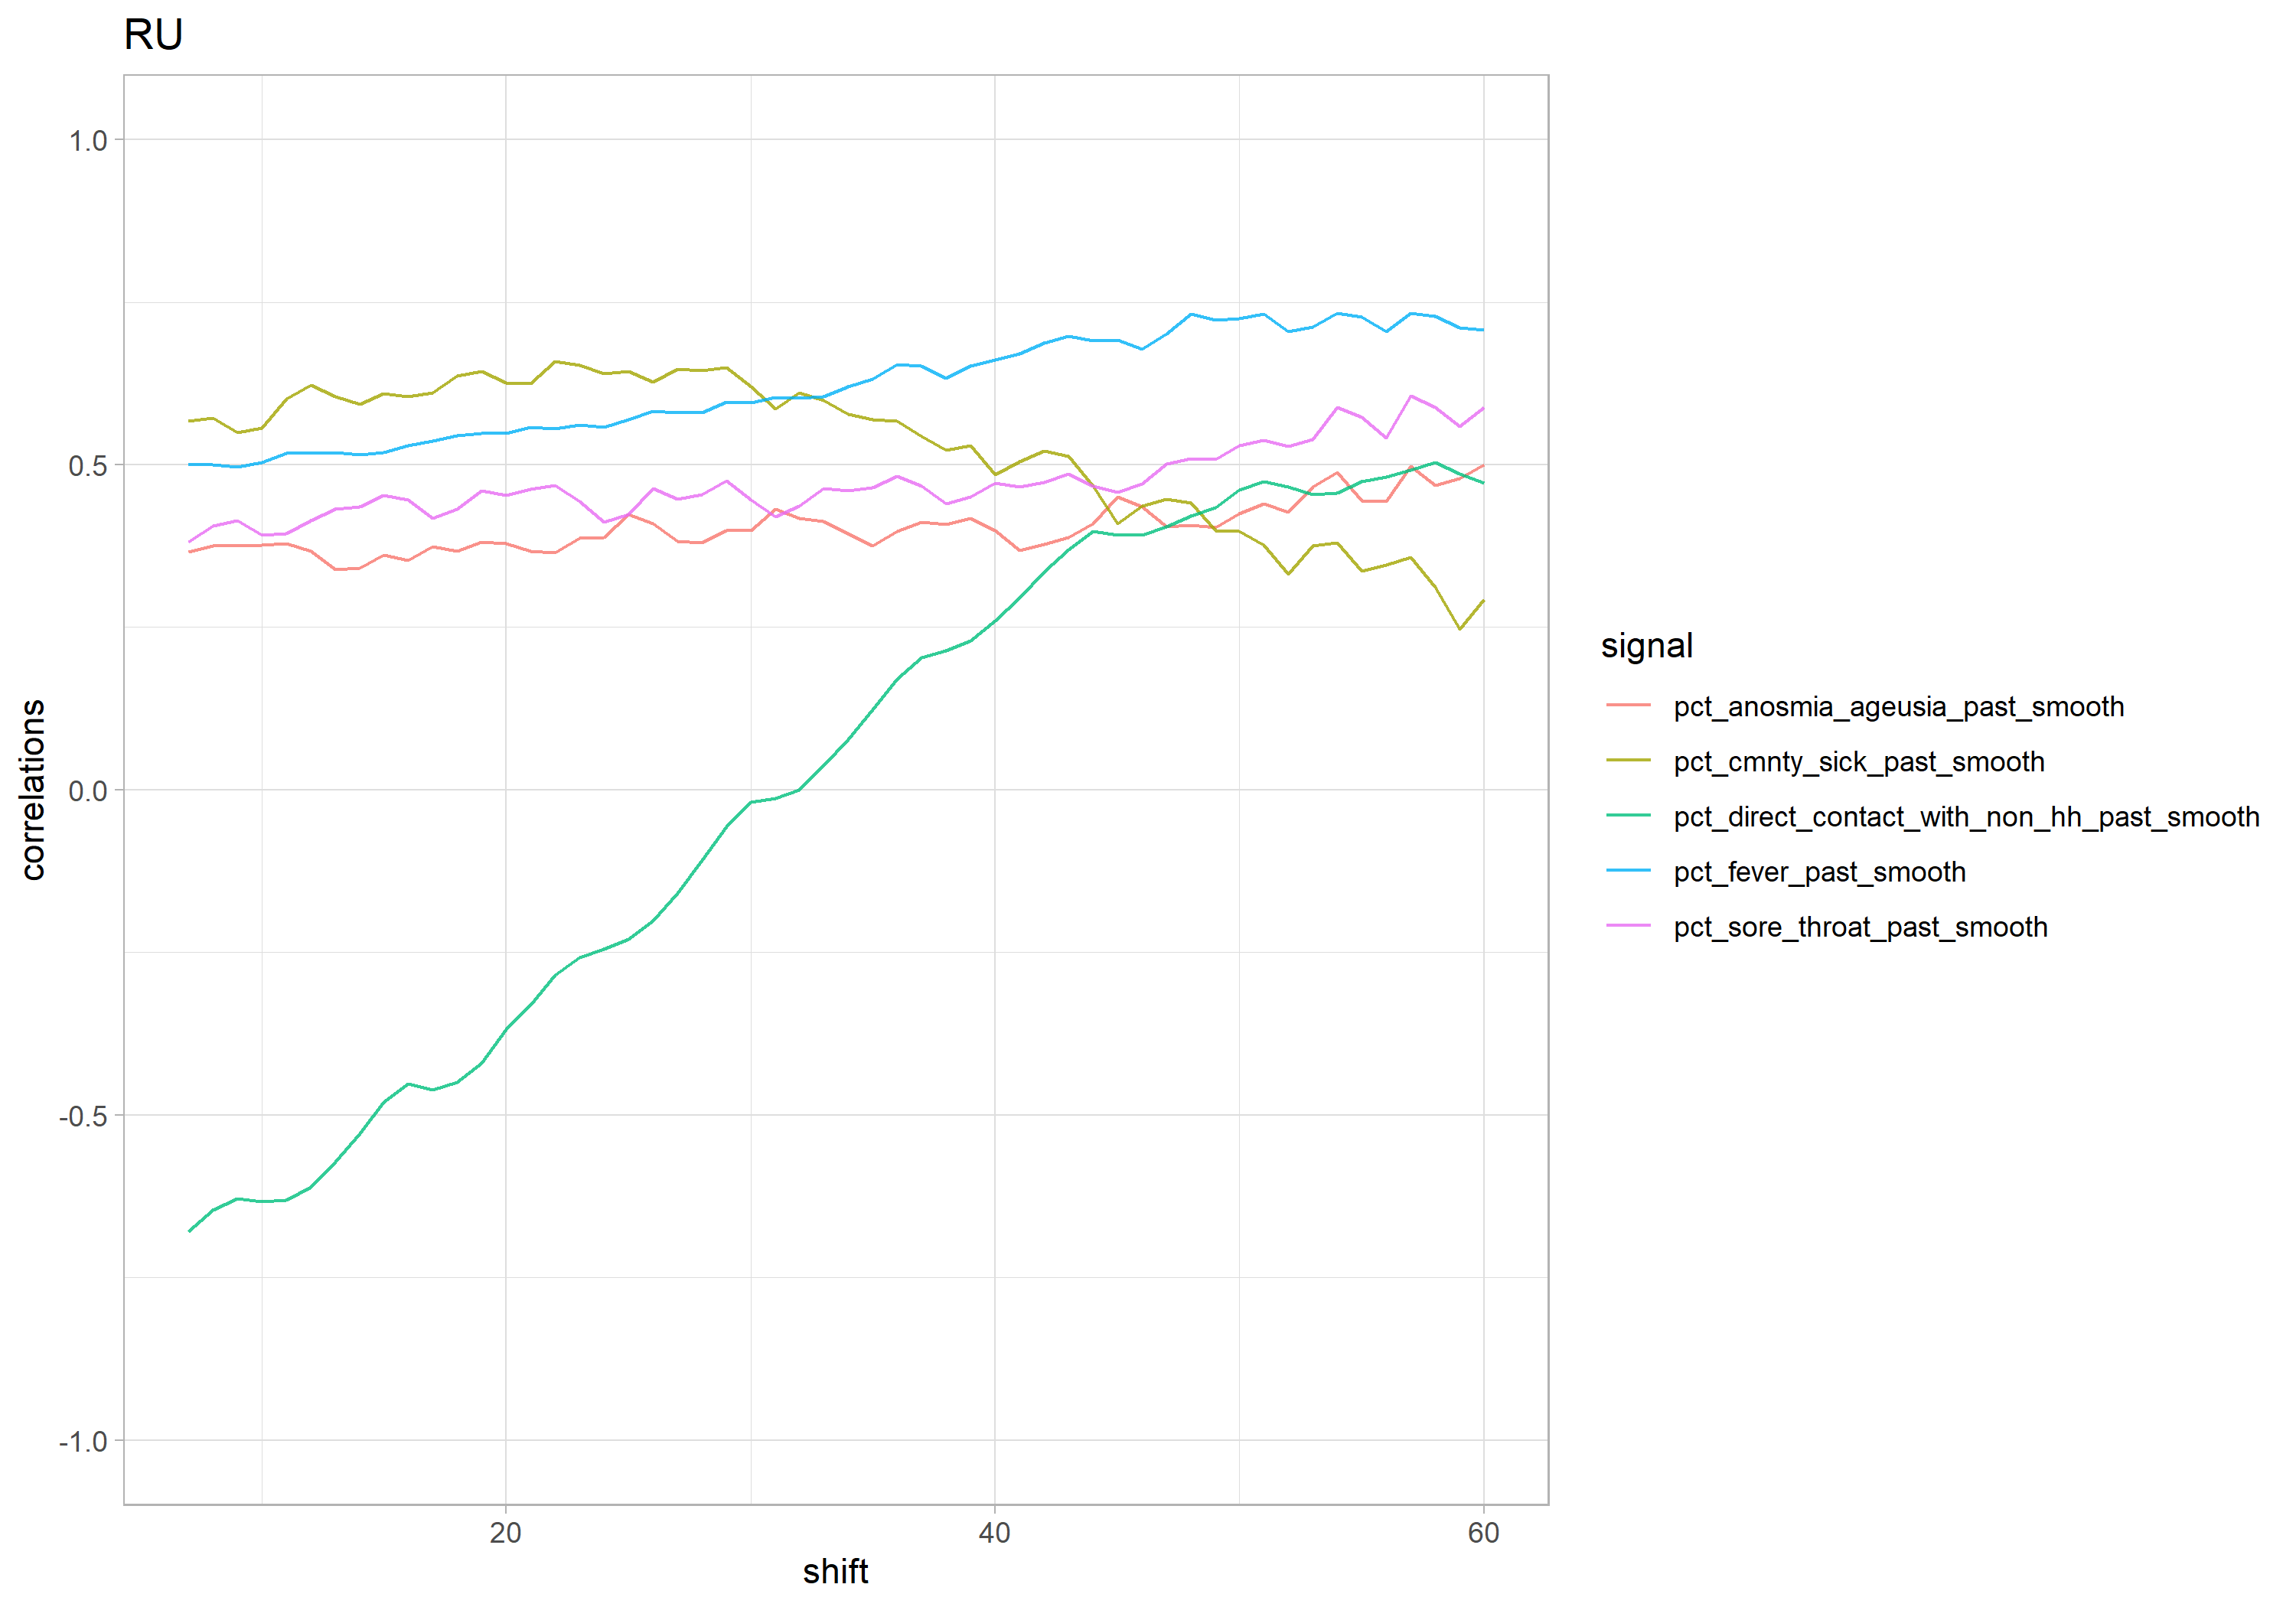 RU
1.0
0.5
0.0
-0.5
-1.0
correlations
20 40 60
shift
signal
pct_anosmia_ageusia_past_smooth
pct_cmnty_sick_past_smooth
pct_direct_contact_with_non_hh_past_smooth
pct_fever_past_smooth
pct_sore_throat_past_smooth